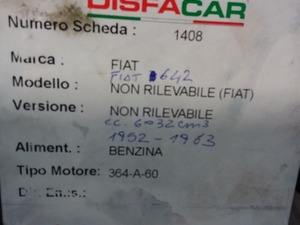 DISFACAR
Numero Scheda : 1408
Marca : FIAT
FIAT 642
Modello : NON RILEVABILE (FIAT)
Versione : NON RILEVABILE
cc. 6032 cm3
1952 - 1963
Aliment. : BENZINA
Tipo Motore: 364-A-60